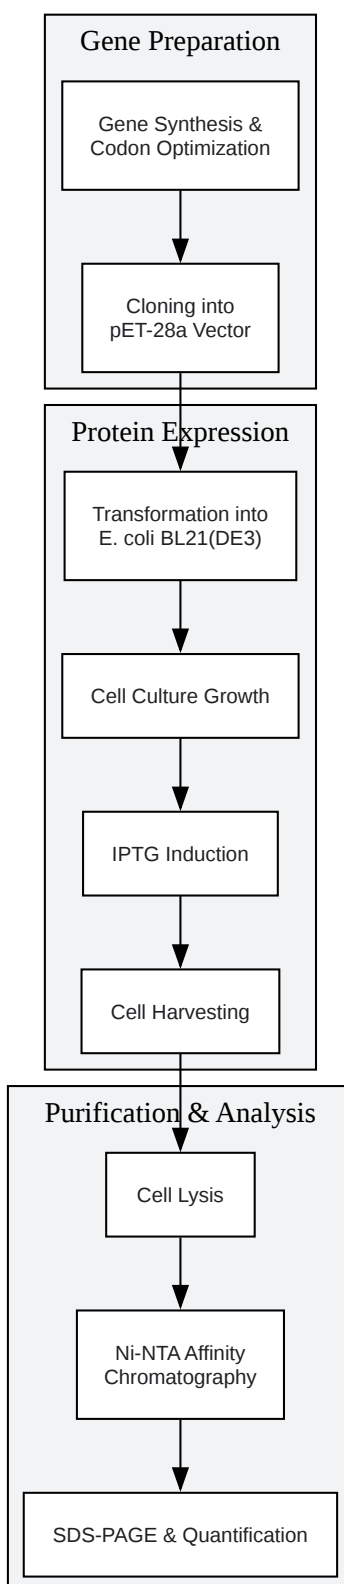 Gene Preparation
Gene Synthesis &
Codon Optimization
Cloning into
pET-28a Vector
Protein Expression
Transformation into
E. coli BL21(DE3)
Cell Culture Growth
IPTG Induction
Cell Harvesting
Purification & Analysis
Cell Lysis
Ni-NTA Affinity
Chromatography
SDS-PAGE & Quantification